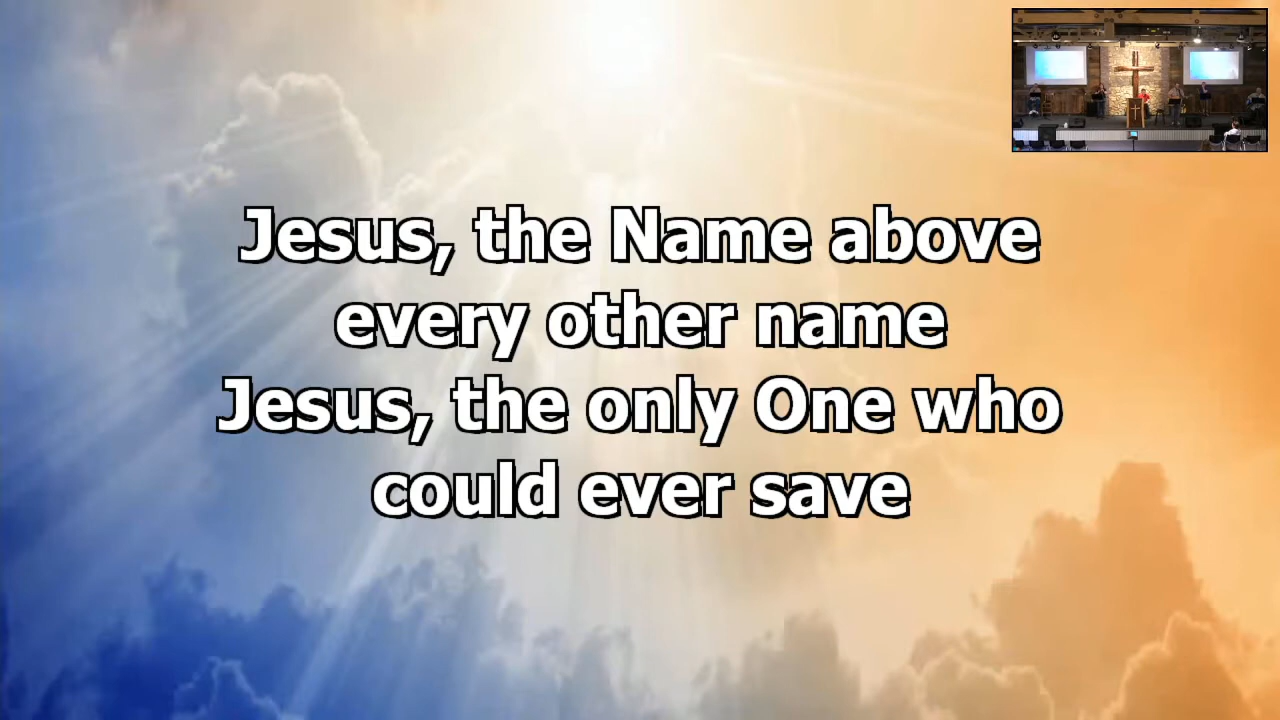 Jesus, the Name above
every other name
Jesus, the only One who
could ever save